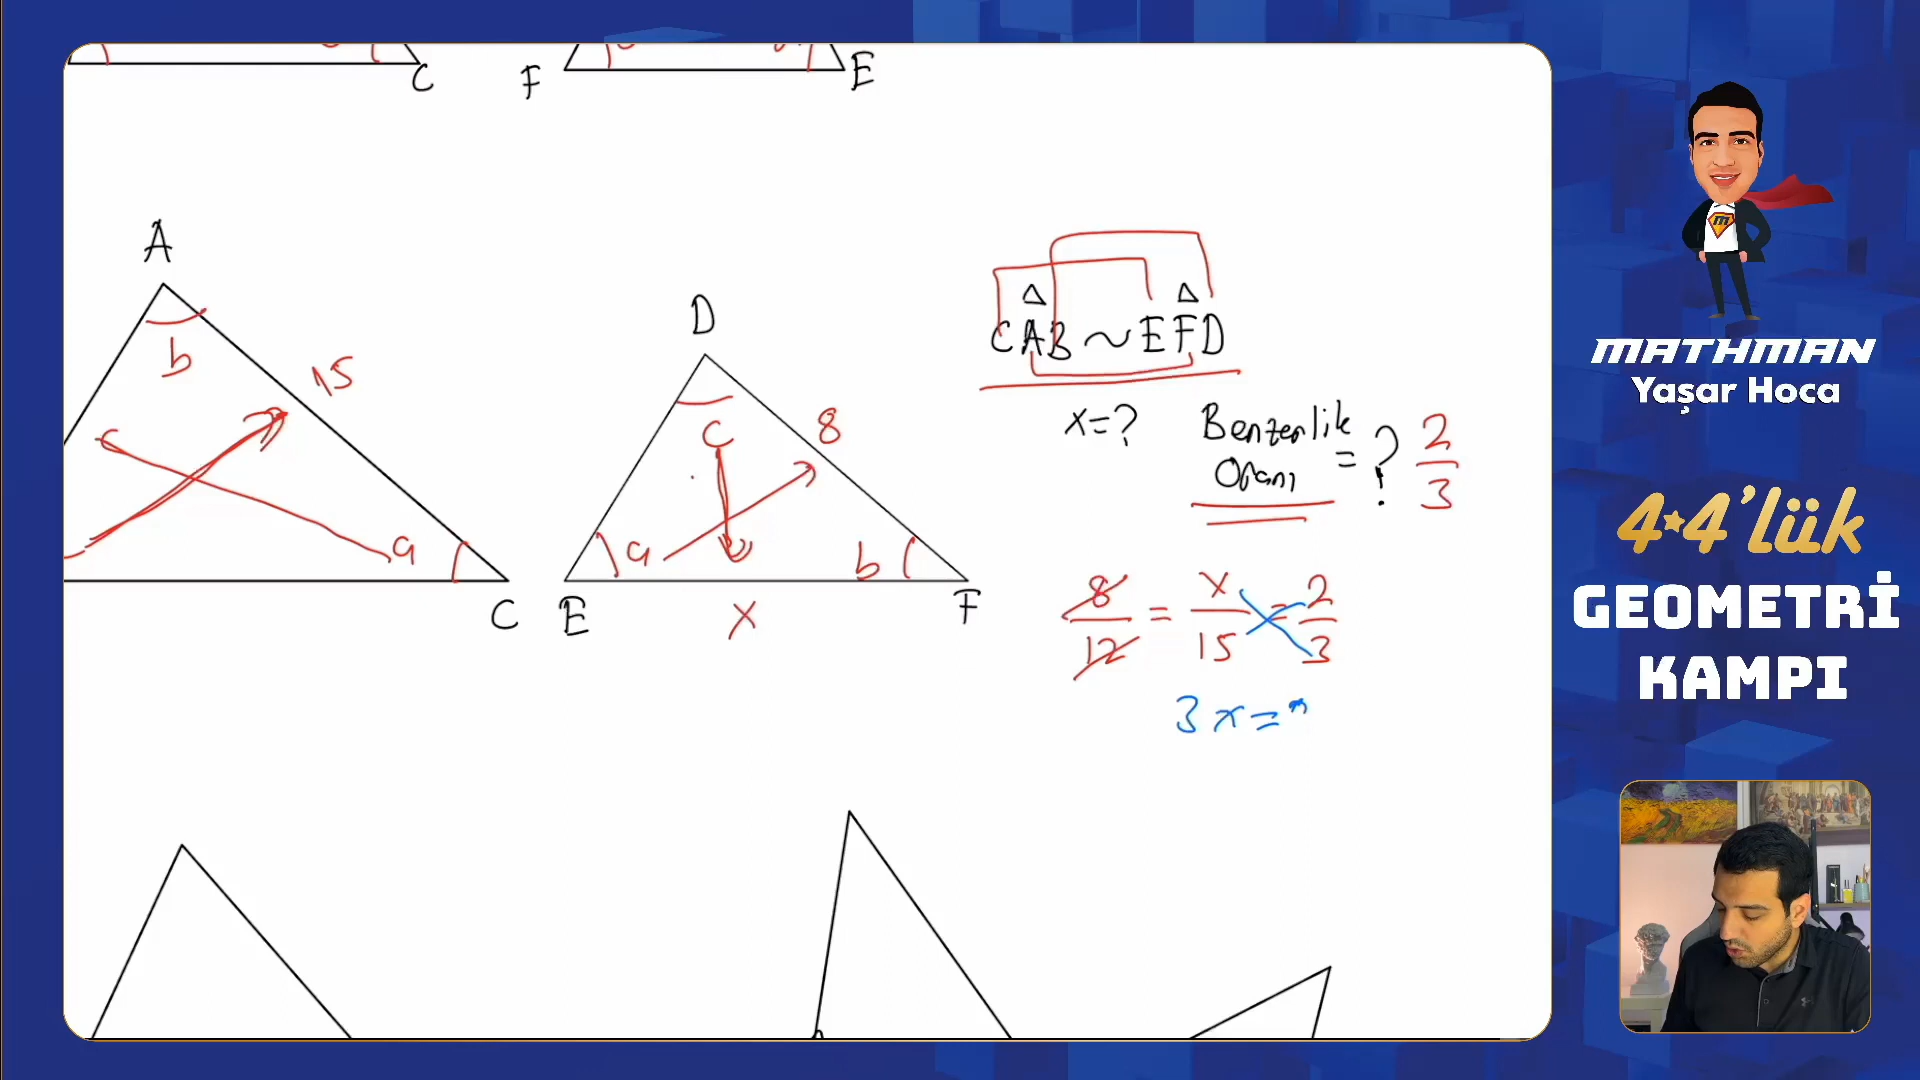 C
F
E
A
b
15
c
a
C
D
c
8
a
b
E
x
F
CAB ~ EFD
x=?
Benzerlik
Oranı = ? 2/3
8/12 = x/15 = 2/3
3x=
MATHMAN
Yaşar Hoca
4★4'lük
GEOMETRİ
KAMPI